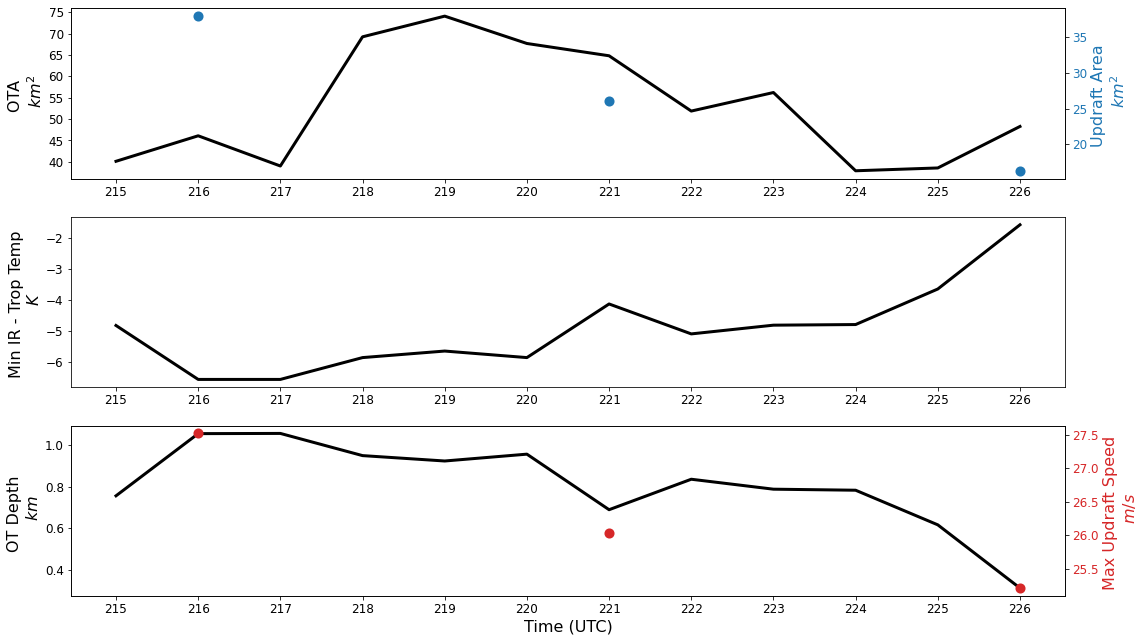 75
70
65
60
55
50
45
40
OTA
km²
35
30
25
20
Updraft Area
km²
215 216 217 218 219 220 221 222 223 224 225 226
−2
−3
−4
−5
−6
Min IR - Trop Temp
K
215 216 217 218 219 220 221 222 223 224 225 226
1.0
0.8
0.6
0.4
OT Depth
km
27.5
27.0
26.5
26.0
25.5
Max Updraft Speed
m/s
215 216 217 218 219 220 221 222 223 224 225 226
Time (UTC)